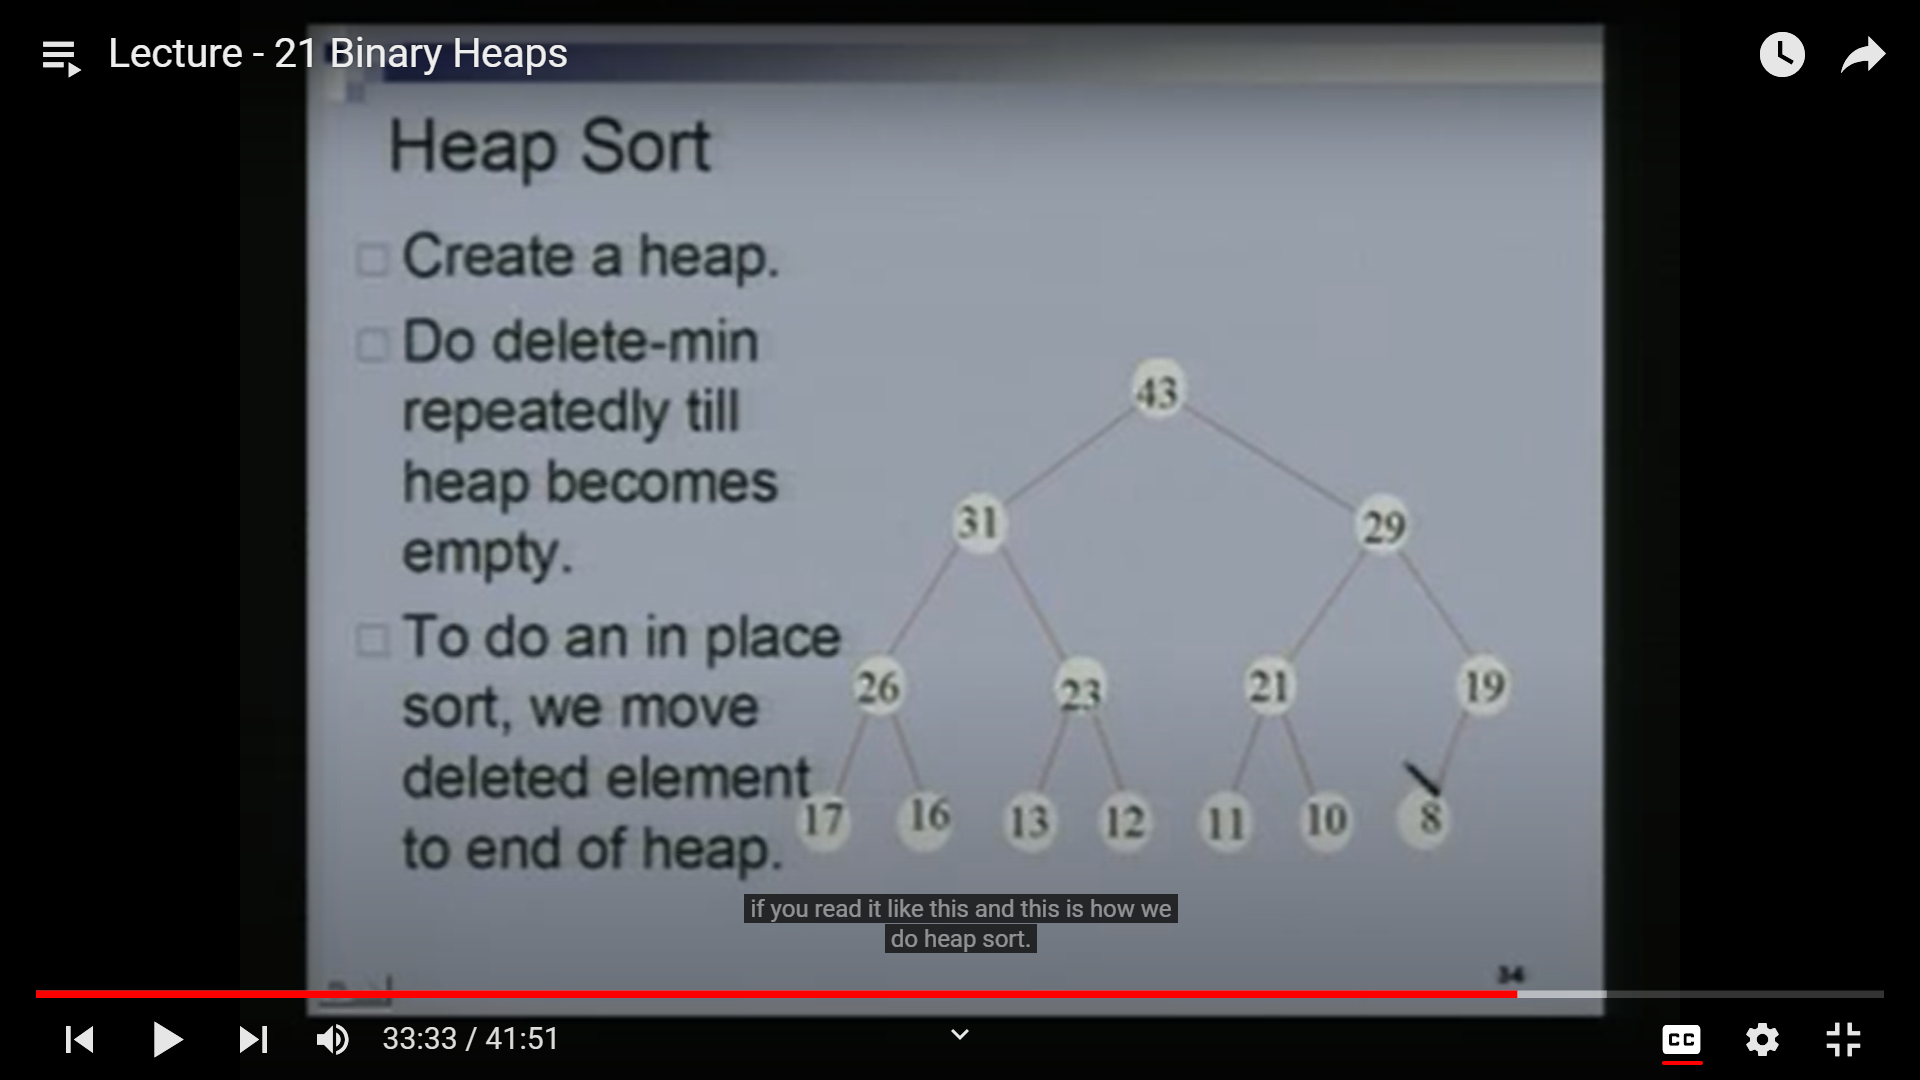 Lecture - 21 Binary Heaps
Heap Sort
Create a heap.
Do delete-min
repeatedly till
heap becomes
empty.
To do an in place
sort, we move
deleted element
to end of heap.
43
31 29
26 23 21 19
17 16 13 12 11 10 8
if you read it like this and this is how we
do heap sort.
34
33:33 / 41:51
CC